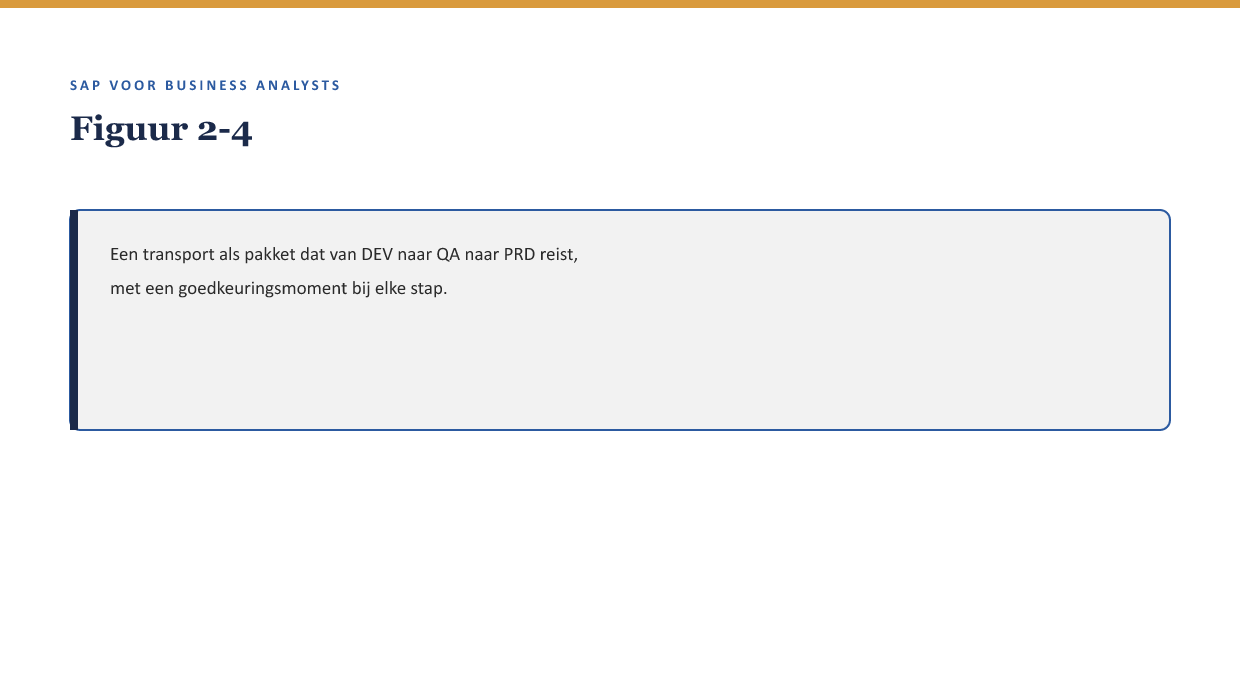 SAP VOOR BUSINESS ANALYSTS
Figuur 2-4
Een transport als pakket dat van DEV naar QA naar PRD reist,
met een goedkeuringsmoment bij elke stap.